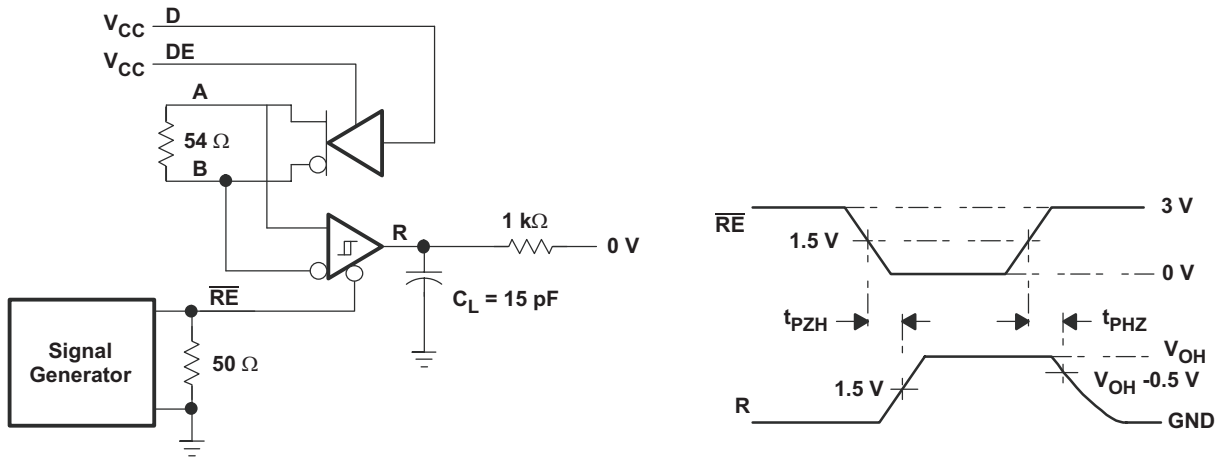 VCC D
VCC DE
A
54 Ω
B
R
1 kΩ
0 V
CL = 15 pF
RE
Signal
Generator
50 Ω
RE
3 V
1.5 V
0 V
tPZH
tPHZ
VOH
VOH -0.5 V
1.5 V
R
GND